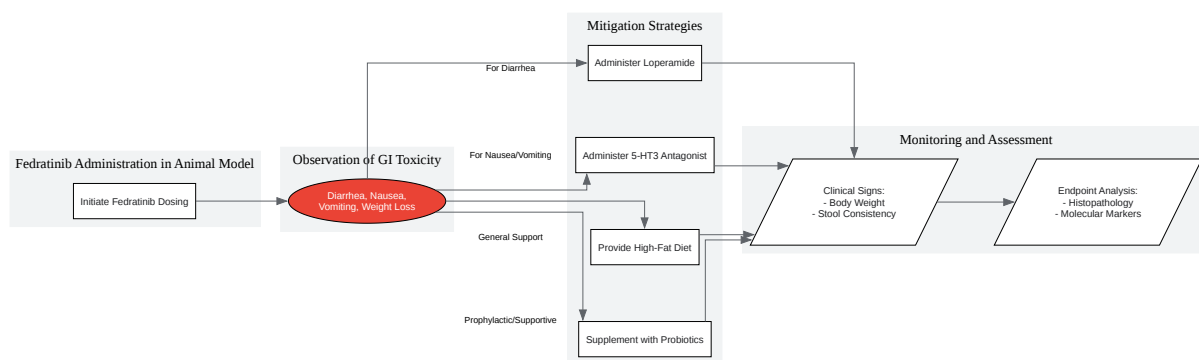 Mitigation Strategies
For Diarrhea
Administer Loperamide
Fedratinib Administration in Animal Model
Initiate Fedratinib Dosing
Observation of GI Toxicity
Diarrhea, Nausea,
Vomiting, Weight Loss
For Nausea/Vomiting
Administer 5-HT3 Antagonist
General Support
Provide High-Fat Diet
Prophylactic/Supportive
Supplement with Probiotics
Monitoring and Assessment
Clinical Signs:
- Body Weight
- Stool Consistency
Endpoint Analysis:
- Histopathology
- Molecular Markers